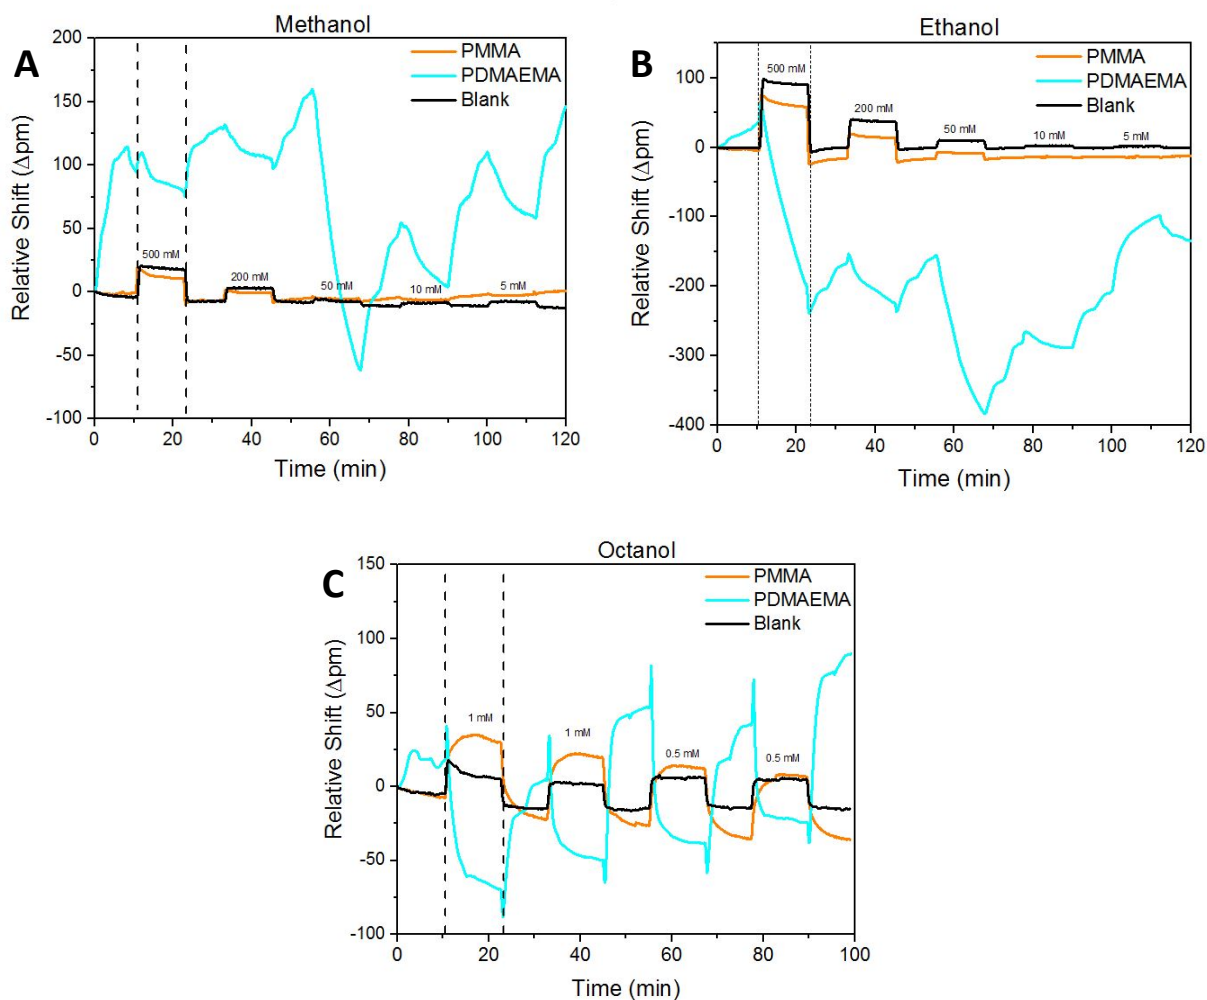 A
Methanol
PMMA
PDMAEMA
Blank
500 mM
200 mM
50 mM
10 mM
5 mM
Relative Shift (Δpm)
200
150
100
50
0
-50
-100
0 20 40 60 80 100 120
Time (min)
B
Ethanol
PMMA
PDMAEMA
Blank
500 mM
200 mM
50 mM
10 mM
5 mM
Relative Shift (Δpm)
100
0
-100
-200
-300
-400
0 20 40 60 80 100 120
Time (min)
C
Octanol
PMMA
PDMAEMA
Blank
1 mM
1 mM
0.5 mM
0.5 mM
Relative Shift (Δpm)
150
100
50
0
-50
-100
0 20 40 60 80 100
Time (min)